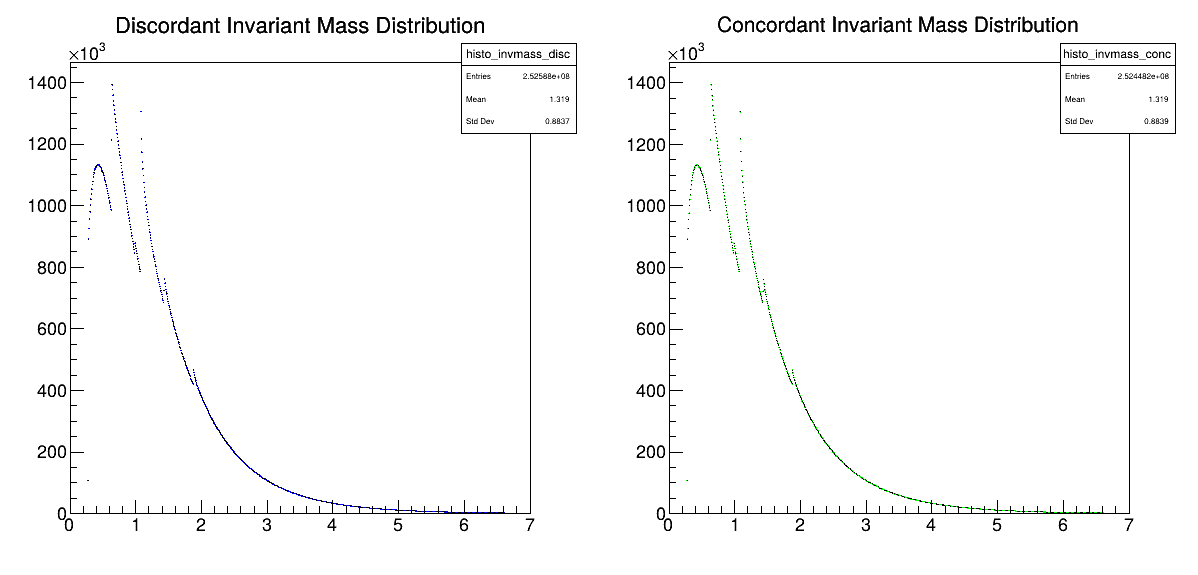 Discordant Invariant Mass Distribution
×10³
histo_invmass_disc
Entries 2.52588e+08
Mean 1.319
Std Dev 0.8837
1400
1200
1000
800
600
400
200
0
0 1 2 3 4 5 6 7
Concordant Invariant Mass Distribution
×10³
histo_invmass_conc
Entries 2.524482e+08
Mean 1.319
Std Dev 0.8839
1400
1200
1000
800
600
400
200
0
0 1 2 3 4 5 6 7